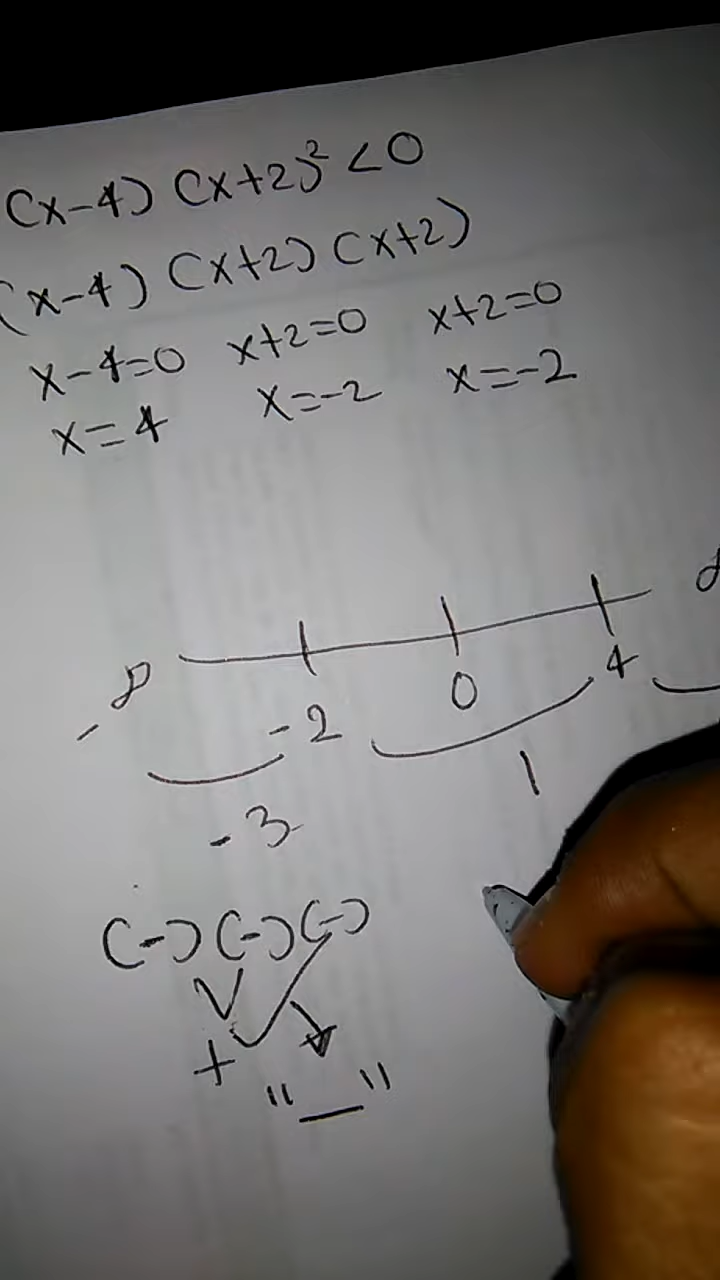 (x-4) (x+2)² <0
(x-4) (x+2) (x+2)
x-4=0 x+2=0 x+2=0
x=4 x=-2 x=-2
-∞ -2 0 4 ∞
-3 1
(-) (-) (-)
+ "_"